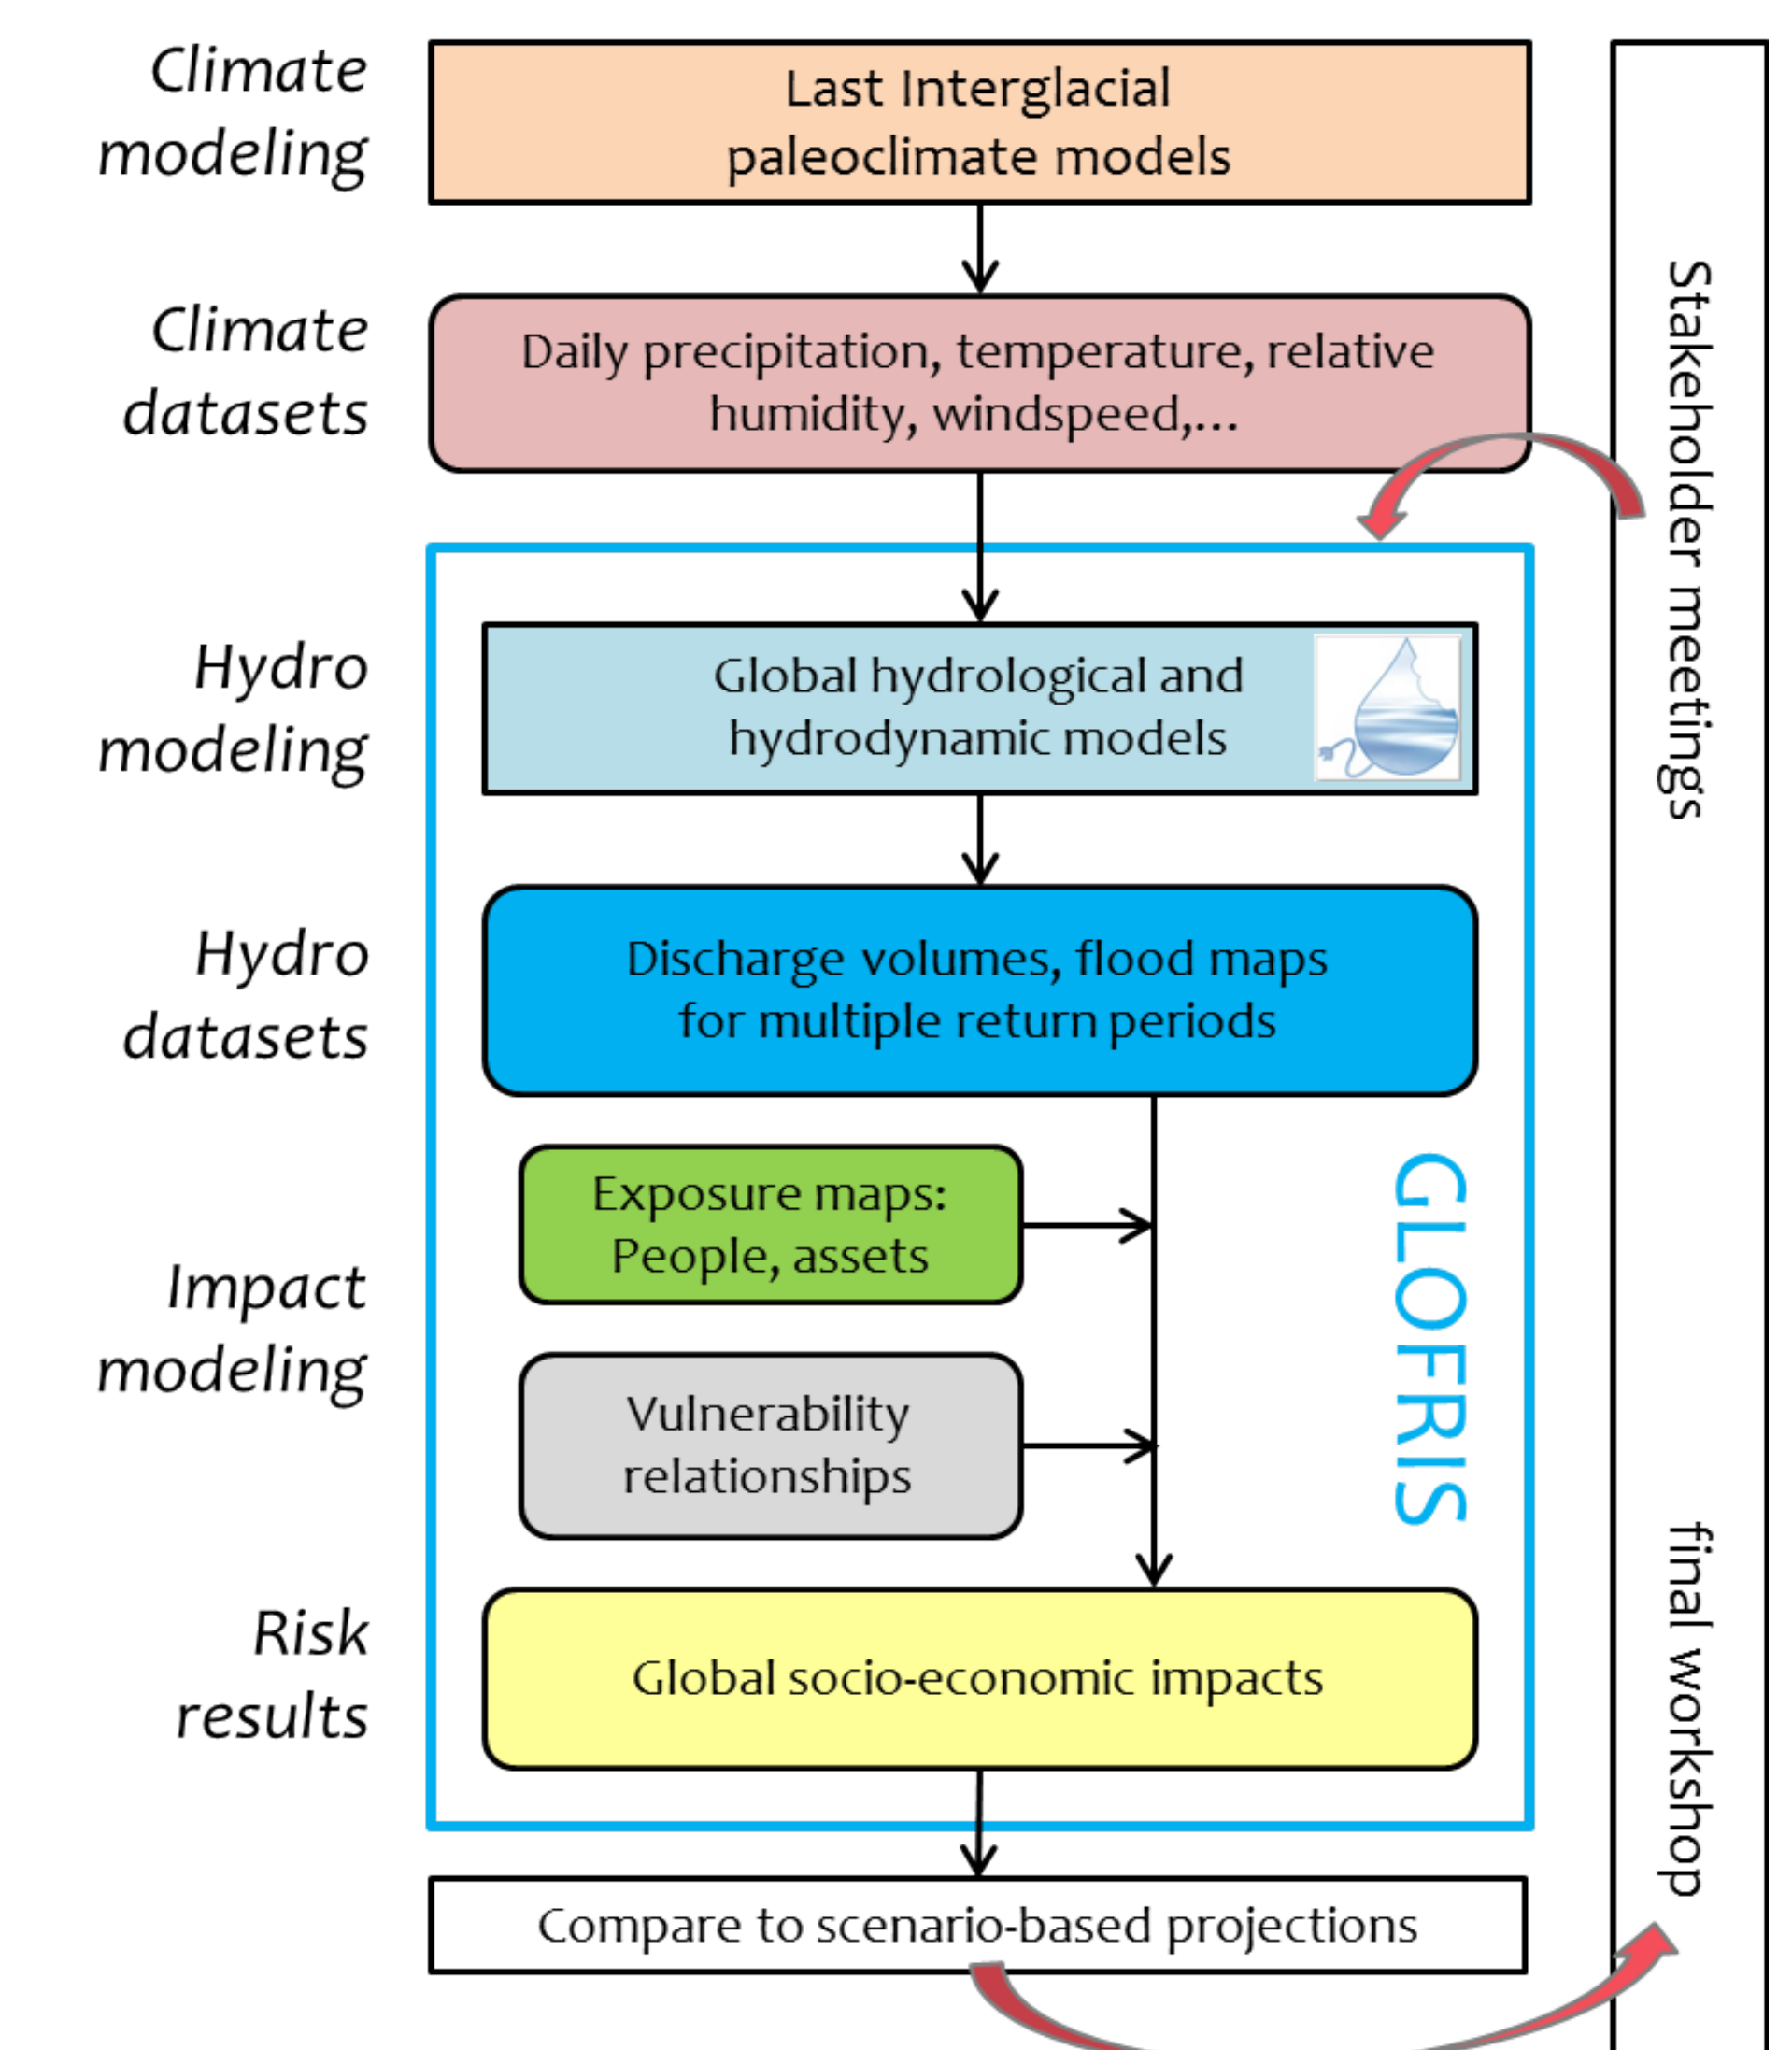 Climate
modeling
Last Interglacial
paleoclimate models
Climate
datasets
Daily precipitation, temperature, relative
humidity, windspeed,...
Hydro
modeling
Global hydrological and
hydrodynamic models
Hydro
datasets
Discharge volumes, flood maps
for multiple return periods
Impact
modeling
Exposure maps:
People, assets
Vulnerability
relationships
GLOFRIS
Risk
results
Global socio-economic impacts
Compare to scenario-based projections
Stakeholder meetings
final workshop